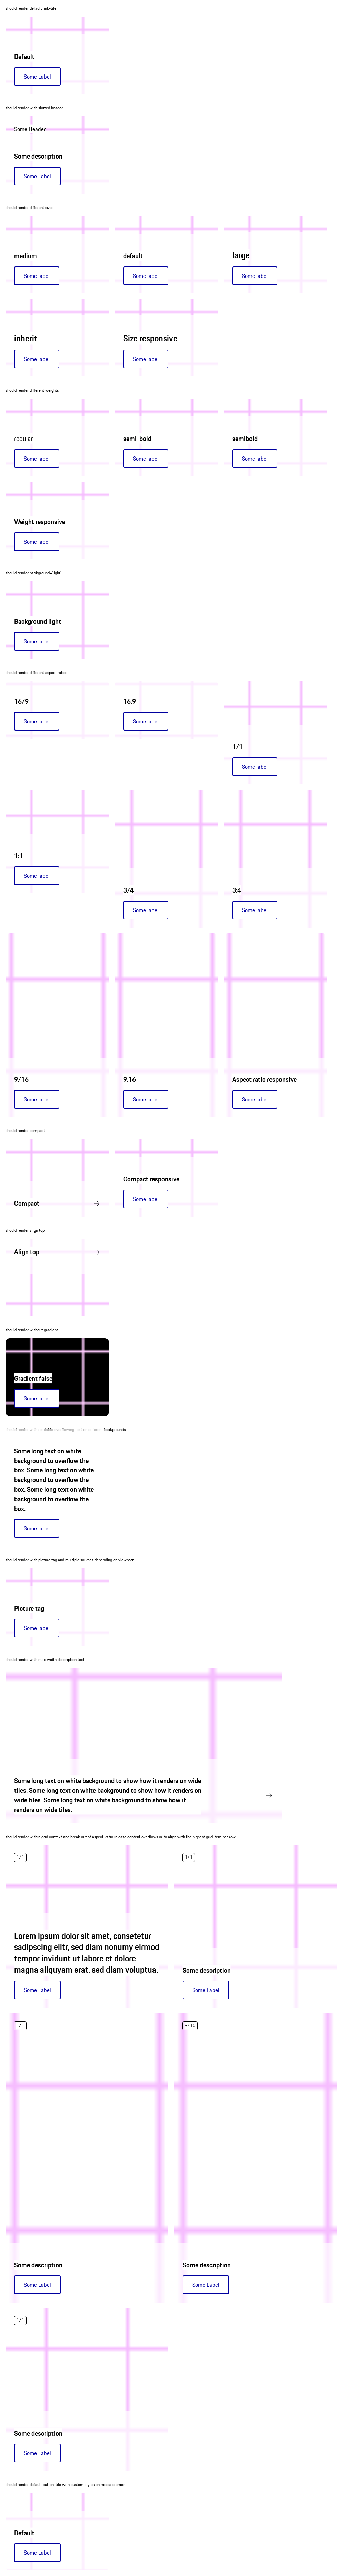 should render default link-tile
Default
Some Label
should render with slotted header
Some Header
Some description
Some Label
should render different sizes
medium
default
large
Some label
Some label
Some label
inherit
Size responsive
Some label
Some label
should render different weights
regular
semi-bold
semibold
Some label
Some label
Some label
Weight responsive
Some label
should render background='light'
Background light
Some label
should render different aspect ratios
16/9
16:9
Some label
Some label
1/1
Some label
1:1
Some label
3/4
3:4
Some label
Some label
9/16
9:16
Aspect ratio responsive
Some label
Some label
Some label
should render compact
Compact
Compact responsive
Some label
should render align top
Align top
should render without gradient
Gradient false
Some label
backgrounds
Some long text on white
background to overflow the
box. Some long text on white
background to overflow the
box. Some long text on white
background to overflow the
box.
Some label
should render with picture tag and multiple sources depending on viewport
Picture tag
Some label
should render with max width description text
Some long text on white background to show how it renders on wide
tiles. Some long text on white background to show how it renders on
wide tiles. Some long text on white background to show how it
renders on wide tiles.
should render within grid context and break out of aspect-ratio in case content overflows or to align with the highest grid item per row
1/1
1/1
Lorem ipsum dolor sit amet, consetetur
sadipscing elitr, sed diam nonumy eirmod
tempor invidunt ut labore et dolore
magna aliquyam erat, sed diam voluptua.
Some description
Some Label
Some Label
1/1
9/16
Some description
Some description
Some Label
Some Label
1/1
Some description
Some Label
should render default button-tile with custom styles on media element
Default
Some Label